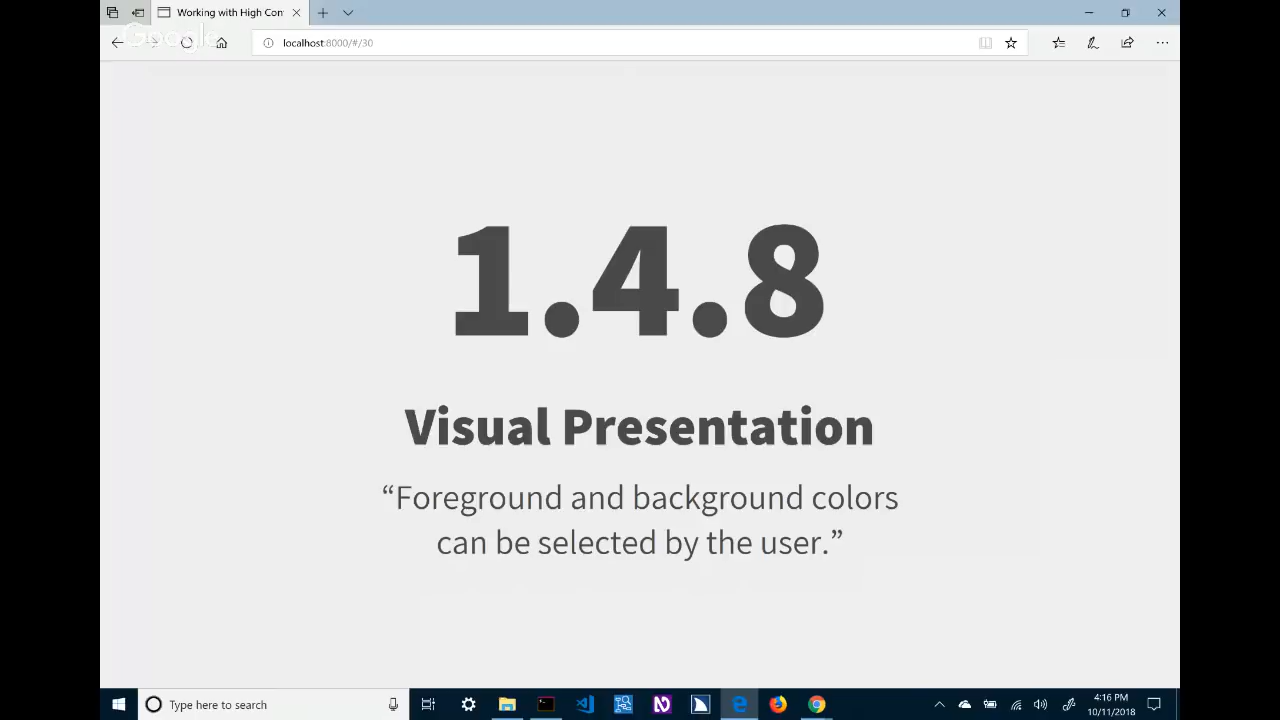 Working with High Con
Google
localhost:8000/#/30
1.4.8
Visual Presentation
“Foreground and background colors
can be selected by the user.”
Type here to search
4:16 PM
10/11/2018